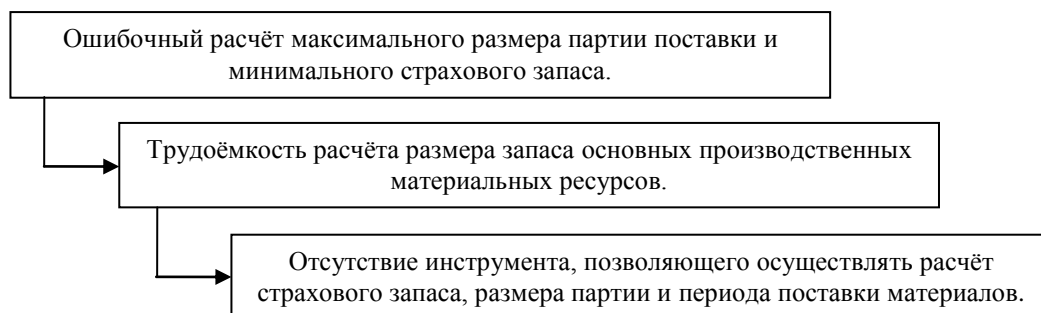 Ошибочный расчёт максимального размера партии поставки и
минимального страхового запаса.
Трудоёмкость расчёта размера запаса основных производственных
материальных ресурсов.
Отсутствие инструмента, позволяющего осуществлять расчёт
страхового запаса, размера партии и периода поставки материалов.